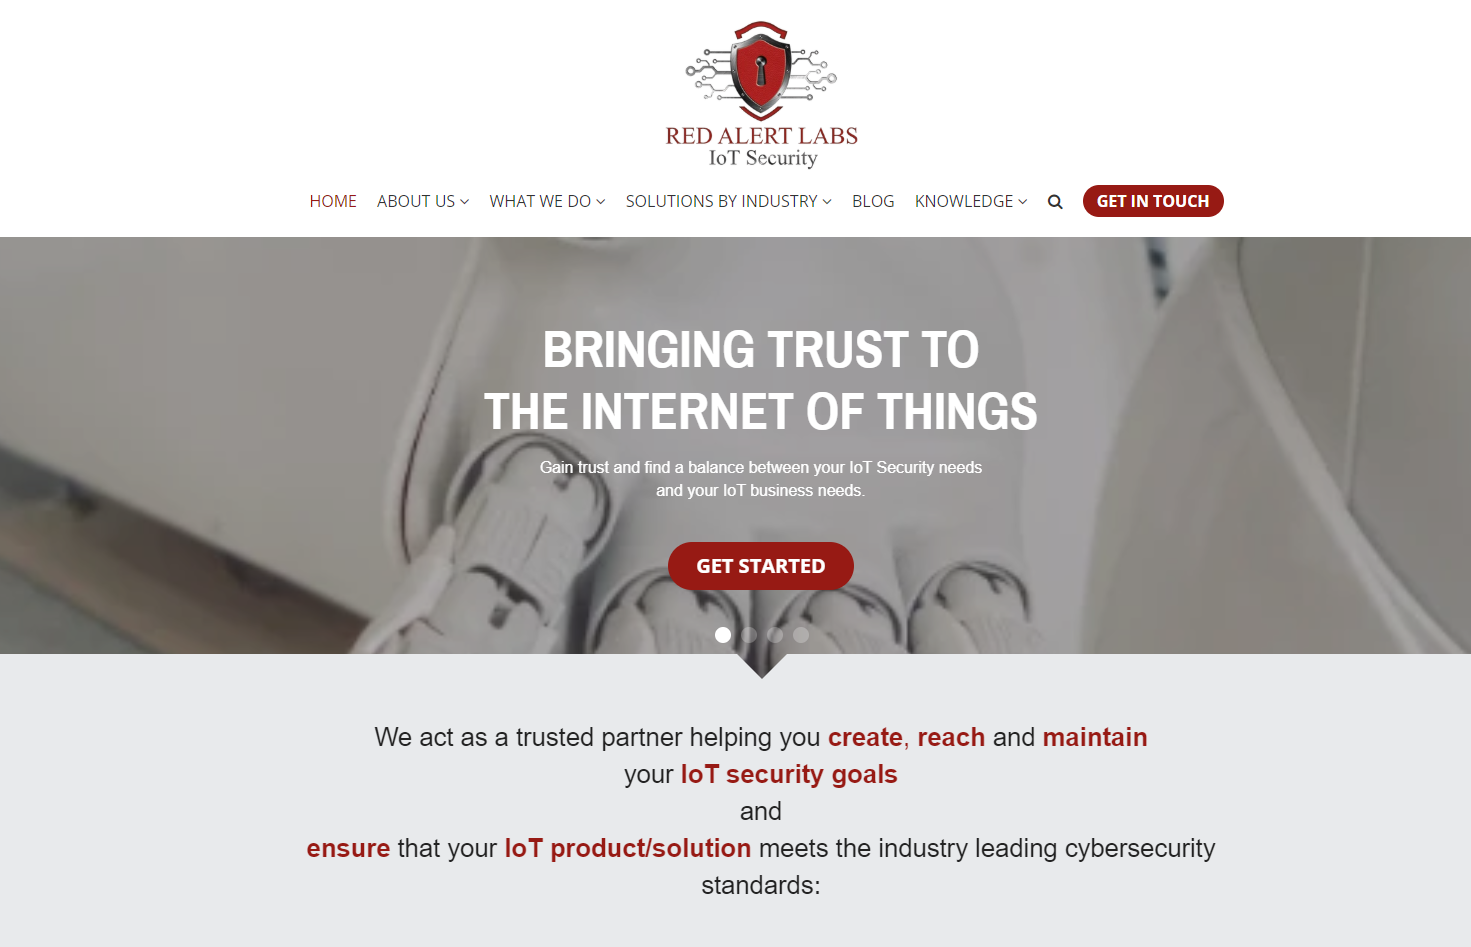 RED ALERT LABS
IoT Security
HOME ABOUT US WHAT WE DO SOLUTIONS BY INDUSTRY BLOG KNOWLEDGE GET IN TOUCH
BRINGING TRUST TO
THE INTERNET OF THINGS
Gain trust and find a balance between your IoT Security needs
and your IoT business needs.
GET STARTED
We act as a trusted partner helping you create, reach and maintain
your IoT security goals
and
ensure that your IoT product/solution meets the industry leading cybersecurity
standards: